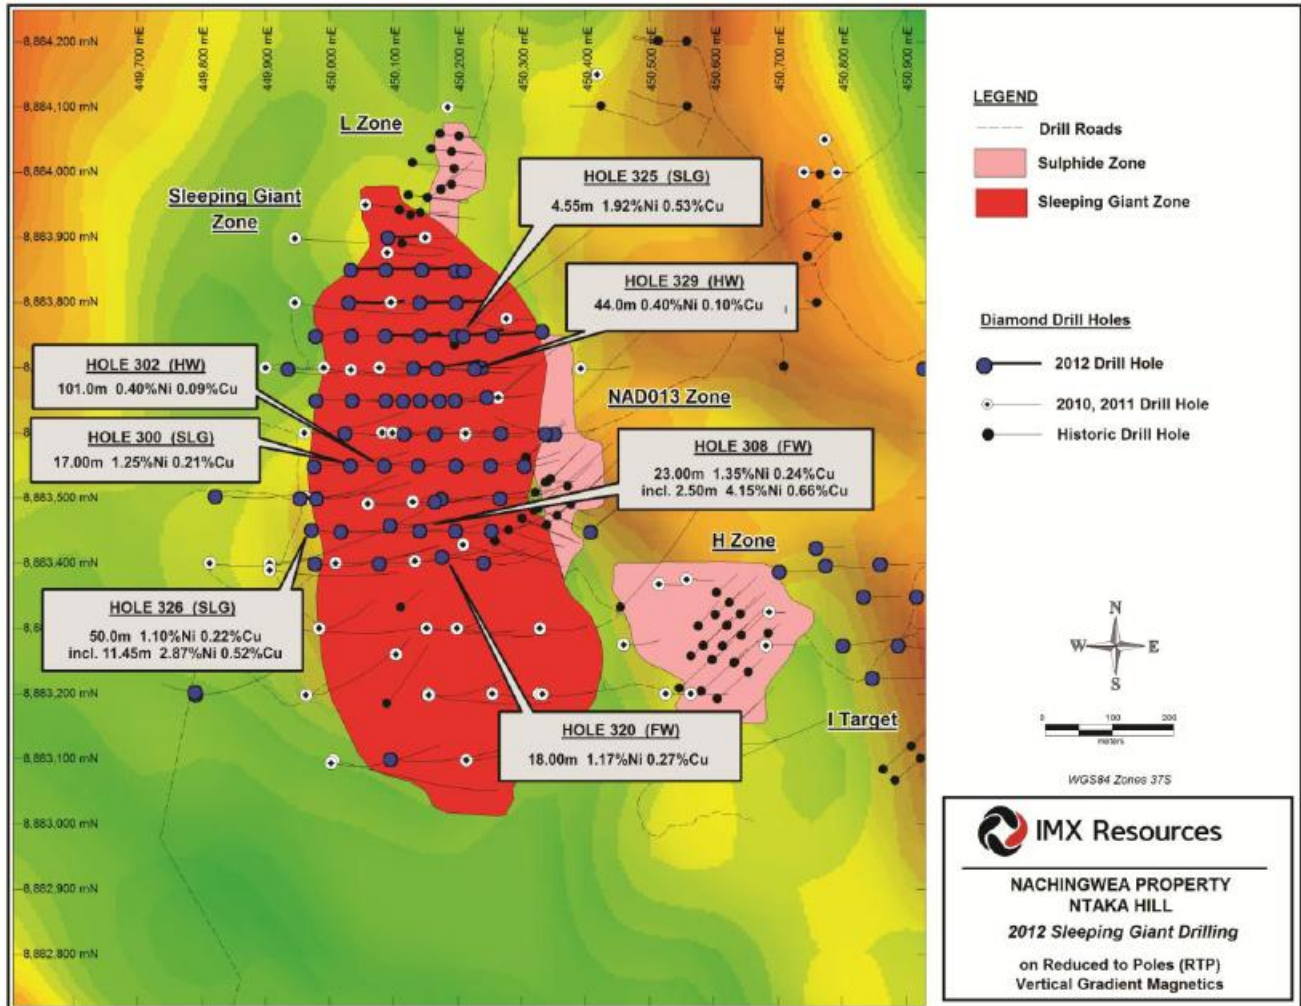 449,700 mE
449,800 mE
449,900 mE
450,000 mE
450,100 mE
450,200 mE
450,300 mE
450,400 mE
450,500 mE
450,600 mE
450,700 mE
450,800 mE
450,900 mE
8,884,200 mN
8,884,100 mN
8,884,000 mN
8,883,900 mN
8,883,800 mN
8,883,500 mN
8,883,400 mN
8,883,200 mN
8,883,100 mN
8,883,000 mN
8,882,900 mN
8,882,800 mN
L Zone
Sleeping Giant
Zone
HOLE 325 (SLG)
4.55m 1.92%Ni 0.53%Cu
HOLE 329 (HW)
44.0m 0.40%Ni 0.10%Cu
HOLE 302 (HW)
101.0m 0.40%Ni 0.09%Cu
NAD013 Zone
HOLE 300 (SLG)
17.00m 1.25%Ni 0.21%Cu
HOLE 308 (FW)
23.00m 1.35%Ni 0.24%Cu
incl. 2.50m 4.15%Ni 0.66%Cu
H Zone
HOLE 326 (SLG)
50.0m 1.10%Ni 0.22%Cu
incl. 11.45m 2.87%Ni 0.52%Cu
HOLE 320 (FW)
18.00m 1.17%Ni 0.27%Cu
I Target
LEGEND
Drill Roads
Sulphide Zone
Sleeping Giant Zone
Diamond Drill Holes
2012 Drill Hole
2010, 2011 Drill Hole
Historic Drill Hole
N
W E
S
0 100 200
meters
WGS84 Zones 37S
IMX Resources
NACHINGWEA PROPERTY
NTAKA HILL
2012 Sleeping Giant Drilling
on Reduced to Poles (RTP)
Vertical Gradient Magnetics